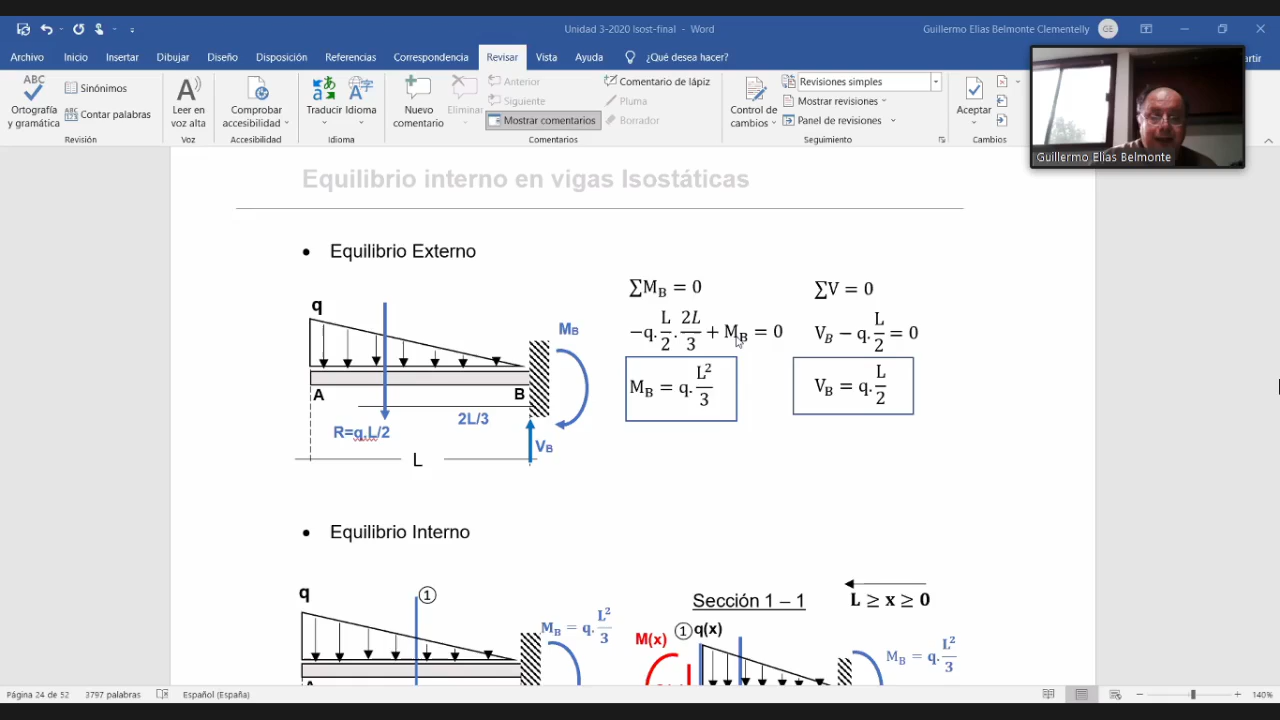 Unidad 3-2020 Isost-final - Word
Guillermo Elias Belmonte Clementelly GE
Archivo Inicio Insertar Dibujar Diseño Disposición Referencias Correspondencia Revisar Vista Ayuda ¿Qué desea hacer? rtir
ABC Ortografía y gramática
Sinónimos
ABC 123 Contar palabras
Revisión
A Leer en voz alta
Voz
Comprobar accesibilidad
Accesibilidad
Traducir Idioma
Idioma
Nuevo comentario
Eliminar
Anterior
Siguiente
Mostrar comentarios
Comentario de lápiz
Pluma
Borrador
Comentarios
Control de cambios
Revisiones simples
Mostrar revisiones
Panel de revisiones
Seguimiento
Aceptar
Cambios
Guillermo Elias Belmonte
Equilibrio interno en vigas Isostáticas
• Equilibrio Externo
q
A
B
R=q.L/2
2L/3
L
MB
VB
∑MB = 0
−q.L/2.2L/3 + MB = 0
MB = q.L²/3
∑V = 0
VB − q.L/2 = 0
VB = q.L/2
• Equilibrio Interno
q
①
MB = q.L²/3
Sección 1 – 1
L ≥ x ≥ 0
M(x)
① q(x)
MB = q.L²/3
Página 24 de 52 3797 palabras Español (España) 140%